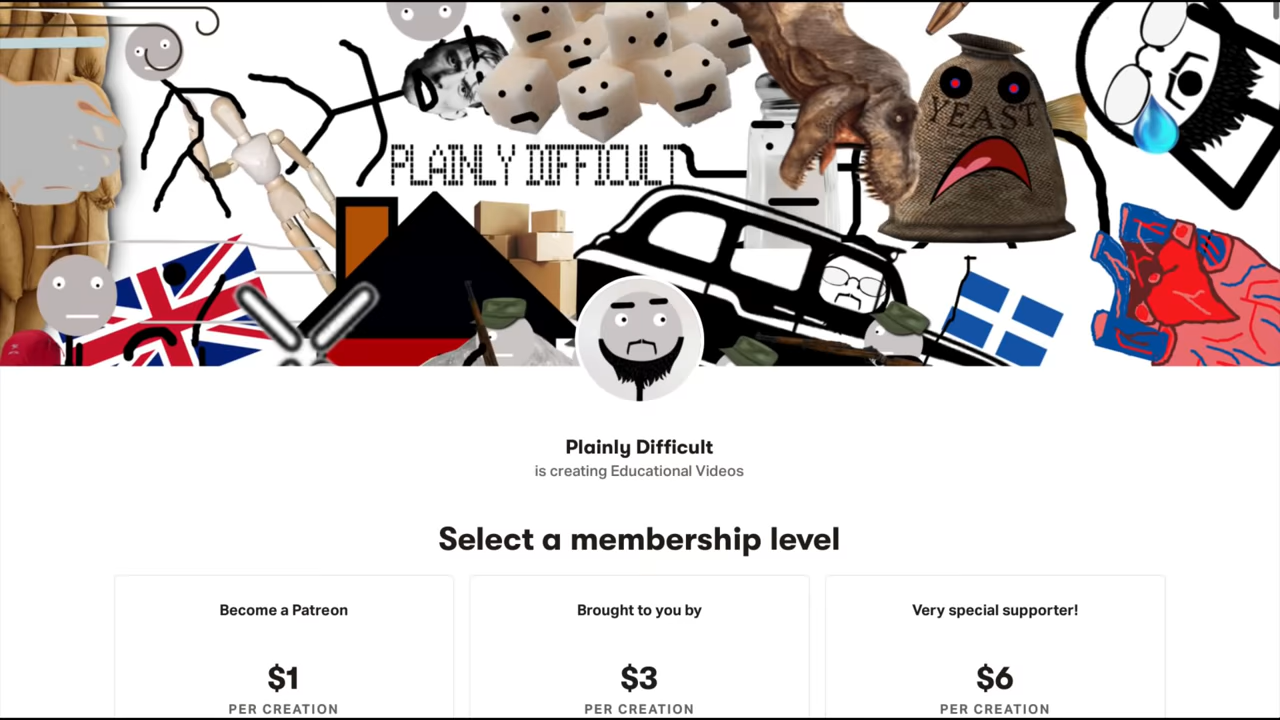 YEAST
PLAINLY DIFFICULT
Plainly Difficult
is creating Educational Videos
Select a membership level
Become a Patreon
$1
PER CREATION
Brought to you by
$3
PER CREATION
Very special supporter!
$6
PER CREATION